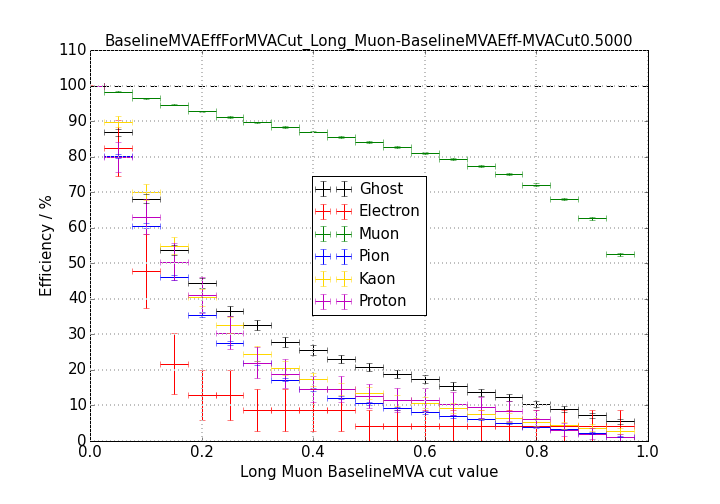 BaselineMVAEffForMVACut_Long_Muon-BaselineMVAEff-MVACut0.5000
110
100
90
80
70
60
50
40
30
20
10
0
Efficiency / %
Ghost
Electron
Muon
Pion
Kaon
Proton
0.0 0.2 0.4 0.6 0.8 1.0
Long Muon BaselineMVA cut value